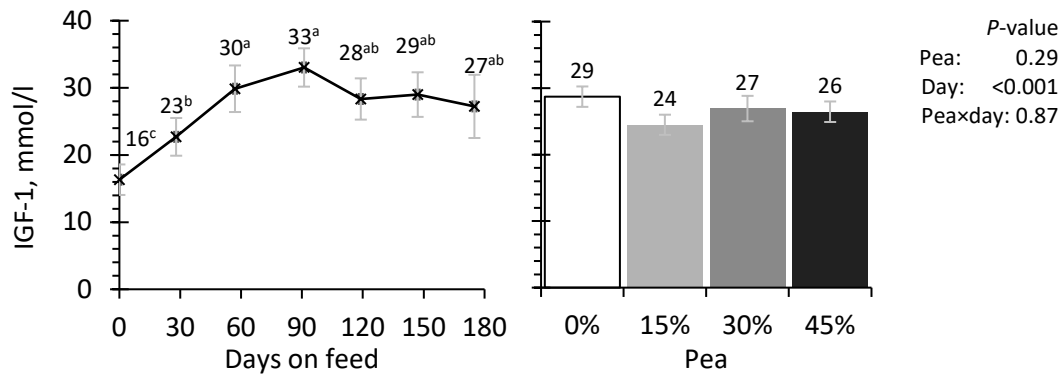 40
30
20
10
0
IGF-1, mmol/l
16ᶜ
23ᵇ
30ᵃ
33ᵃ
28ᵃᵇ
29ᵃᵇ
27ᵃᵇ
0 30 60 90 120 150 180
Days on feed
29
24
27
26
0% 15% 30% 45%
Pea
P-value
Pea: 0.29
Day: <0.001
Pea×day: 0.87